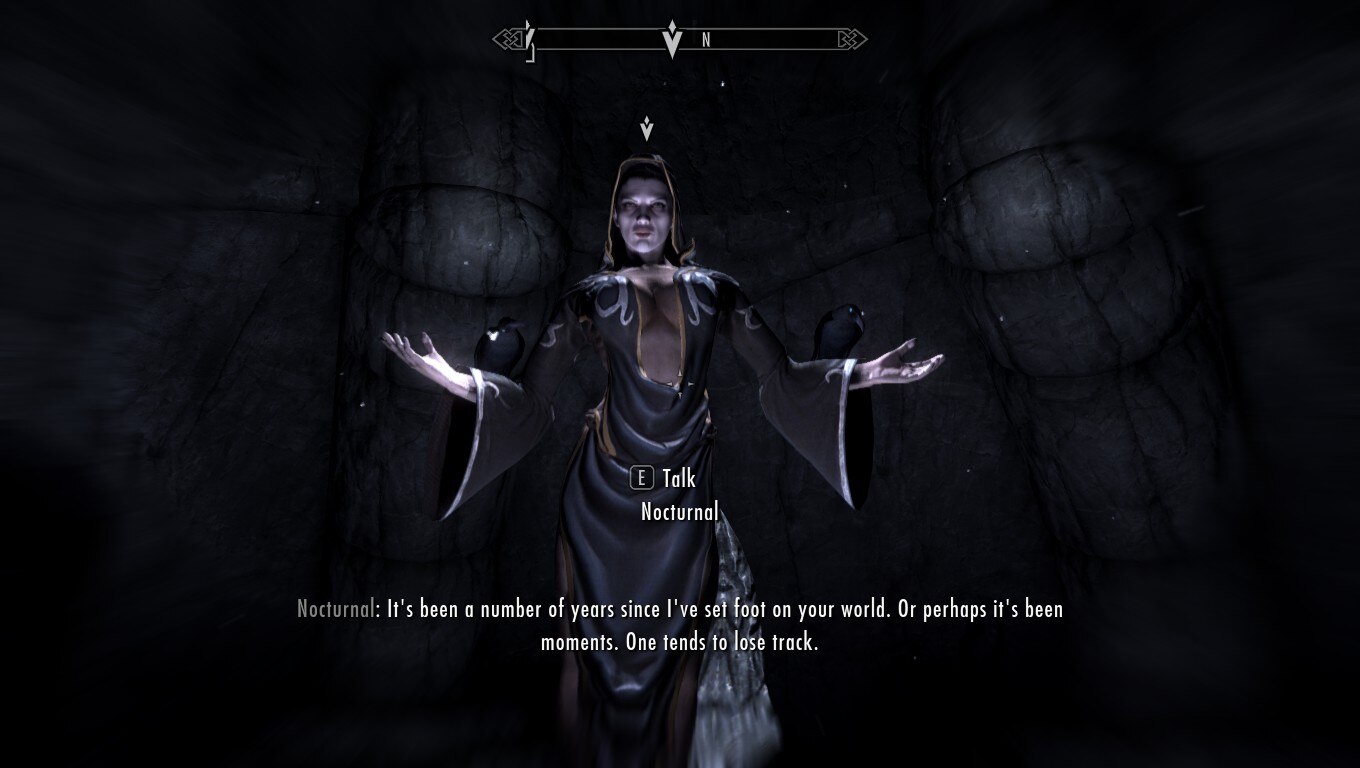 N
E Talk
Nocturnal
Nocturnal: It's been a number of years since I've set foot on your world. Or perhaps it's been
moments. One tends to lose track.